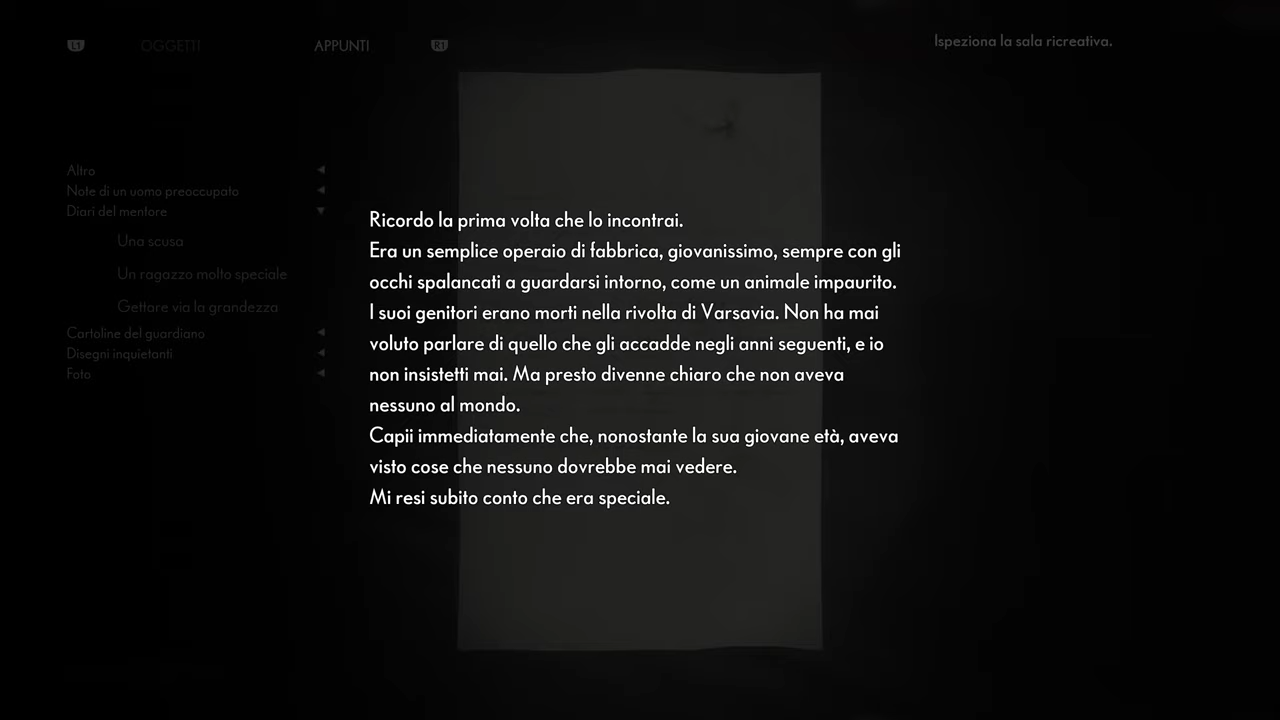 L1 OGGETTI APPUNTI R1
Ispeziona la sala ricreativa.
Altro
Note di un uomo preoccupato
Diari del mentore
Una scusa
Un ragazzo molto speciale
Gettare via la grandezza
Cartoline del guardiano
Disegni inquietanti
Foto
Ricordo la prima volta che lo incontrai.
Era un semplice operaio di fabbrica, giovanissimo, sempre con gli
occhi spalancati a guardarsi intorno, come un animale impaurito.
I suoi genitori erano morti nella rivolta di Varsavia. Non ha mai
voluto parlare di quello che gli accadde negli anni seguenti, e io
non insistetti mai. Ma presto divenne chiaro che non aveva
nessuno al mondo.
Capii immediatamente che, nonostante la sua giovane età, aveva
visto cose che nessuno dovrebbe mai vedere.
Mi resi subito conto che era speciale.